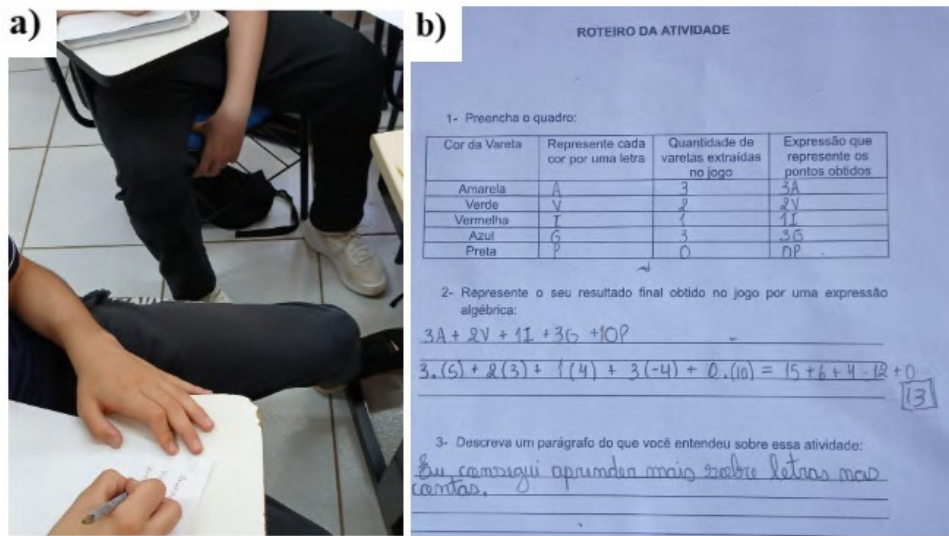 a)
b)
ROTEIRO DA ATIVIDADE
1- Preencha o quadro:
Cor da Vareta | Represente cada cor por uma letra | Quantidade de varetas extraídas no jogo | Expressão que represente os pontos obtidos
Amarela | A | 3 | 3A
Verde | V | 2 | 2V
Vermelha | I | 1 | 1I
Azul | G | 3 | 3G
Preta | P | 0 | 0P
2- Represente o seu resultado final obtido no jogo por uma expressão
algébrica:
3A + 2V + 1I + 3G + 10P
3.(5) + 2(3) + 1(4) + 3(-4) + 0.(10) = 15+6+4-12+0
13
3- Descreva um parágrafo do que você entendeu sobre essa atividade:
Eu consegui aprender mais sobre letras nas
contas.